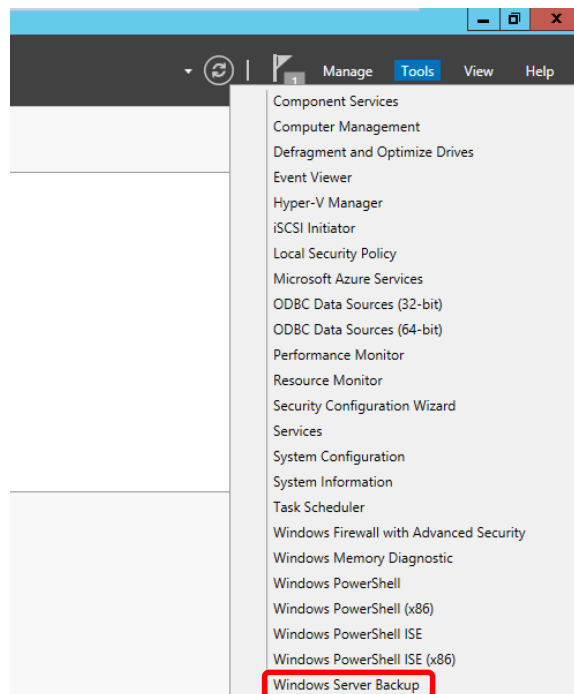 Manage Tools View Help
1
Component Services
Computer Management
Defragment and Optimize Drives
Event Viewer
Hyper-V Manager
iSCSI Initiator
Local Security Policy
Microsoft Azure Services
ODBC Data Sources (32-bit)
ODBC Data Sources (64-bit)
Performance Monitor
Resource Monitor
Security Configuration Wizard
Services
System Configuration
System Information
Task Scheduler
Windows Firewall with Advanced Security
Windows Memory Diagnostic
Windows PowerShell
Windows PowerShell (x86)
Windows PowerShell ISE
Windows PowerShell ISE (x86)
Windows Server Backup